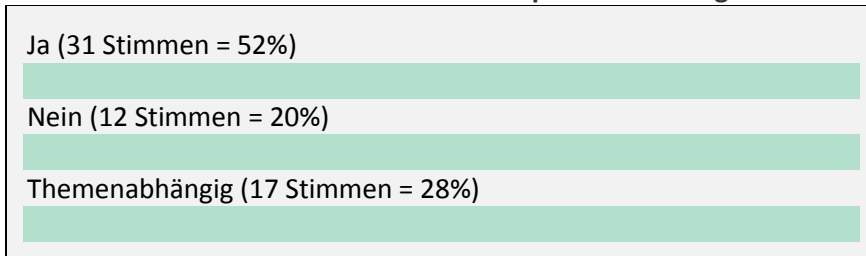 Ja (31 Stimmen = 52%)
Nein (12 Stimmen = 20%)
Themenabhängig (17 Stimmen = 28%)